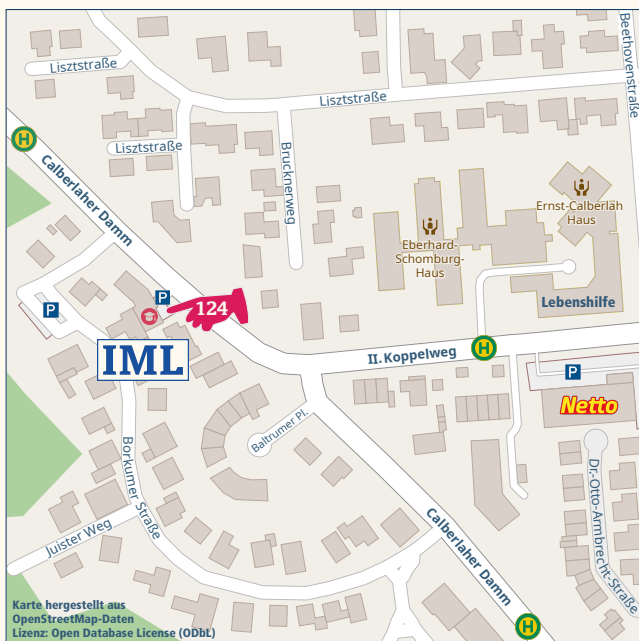 Lisztstraße
Lisztstraße
Beethovenstraße
H
Lisztstraße
Brucknerweg
Calberlaher Damm
Ernst-Calberlah
Haus
Eberhard-
Schomburg-
Haus
P
P
124
Lebenshilfe
IML
II. Koppelweg
H
P
Netto
Baltrumer Pl.
Borkumer Straße
Dr.-Otto-Armbrecht-Straße
Juister Weg
Calberlaher Damm
H
Karte hergestellt aus
OpenStreetMap-Daten
Lizenz: Open Database License (ODbL)